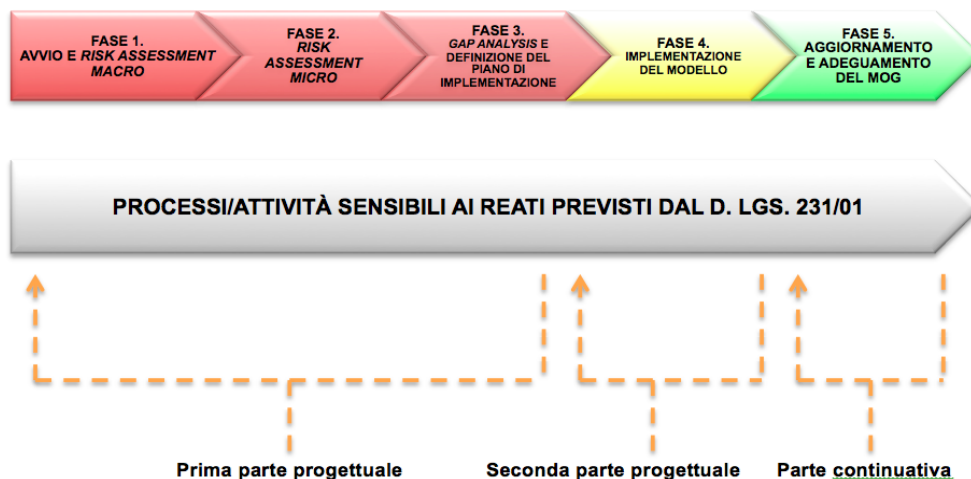 FASE 1.
AVVIO E RISK ASSESSMENT
MACRO
FASE 2.
RISK
ASSESSMENT
MICRO
FASE 3.
GAP ANALYSIS E
DEFINIZIONE DEL
PIANO DI
IMPLEMENTAZIONE
FASE 4.
IMPLEMENTAZIONE
DEL MODELLO
FASE 5.
AGGIORNAMENTO
E ADEGUAMENTO
DEL MOG
PROCESSI/ATTIVITÀ SENSIBILI AI REATI PREVISTI DAL D. LGS. 231/01
Prima parte progettuale
Seconda parte progettuale
Parte continuativa